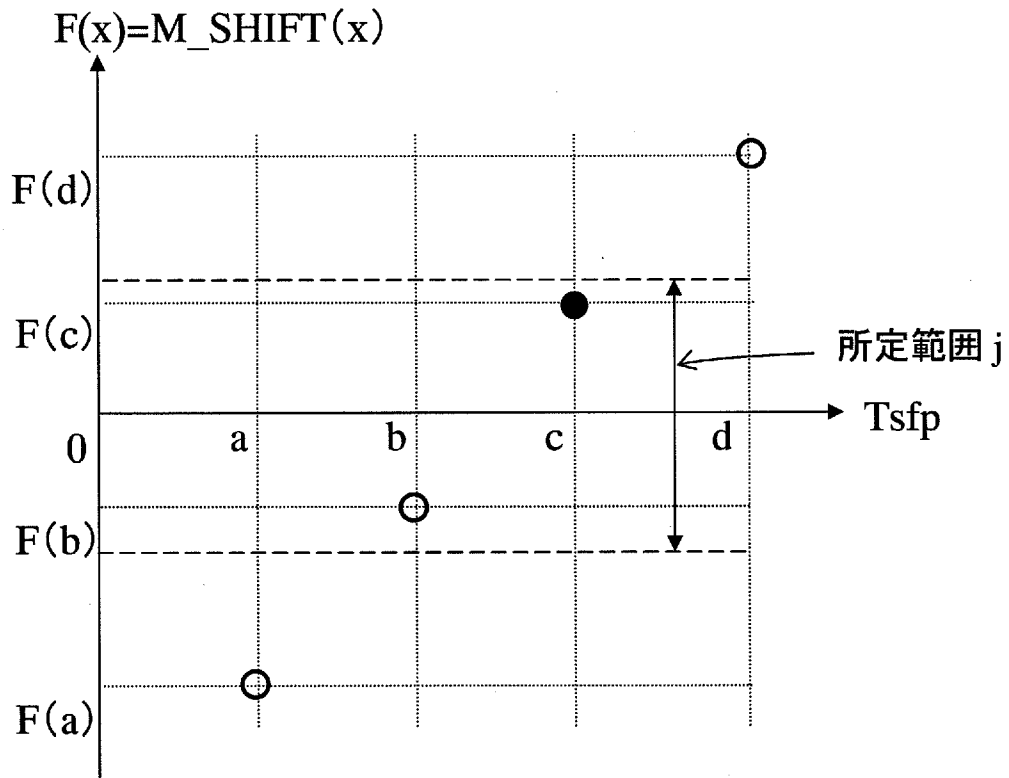 F(x)=M_SHIFT(x)
F(d)
F(c)
所定範囲 j
Tsfp
0
a
b
c
d
F(b)
F(a)